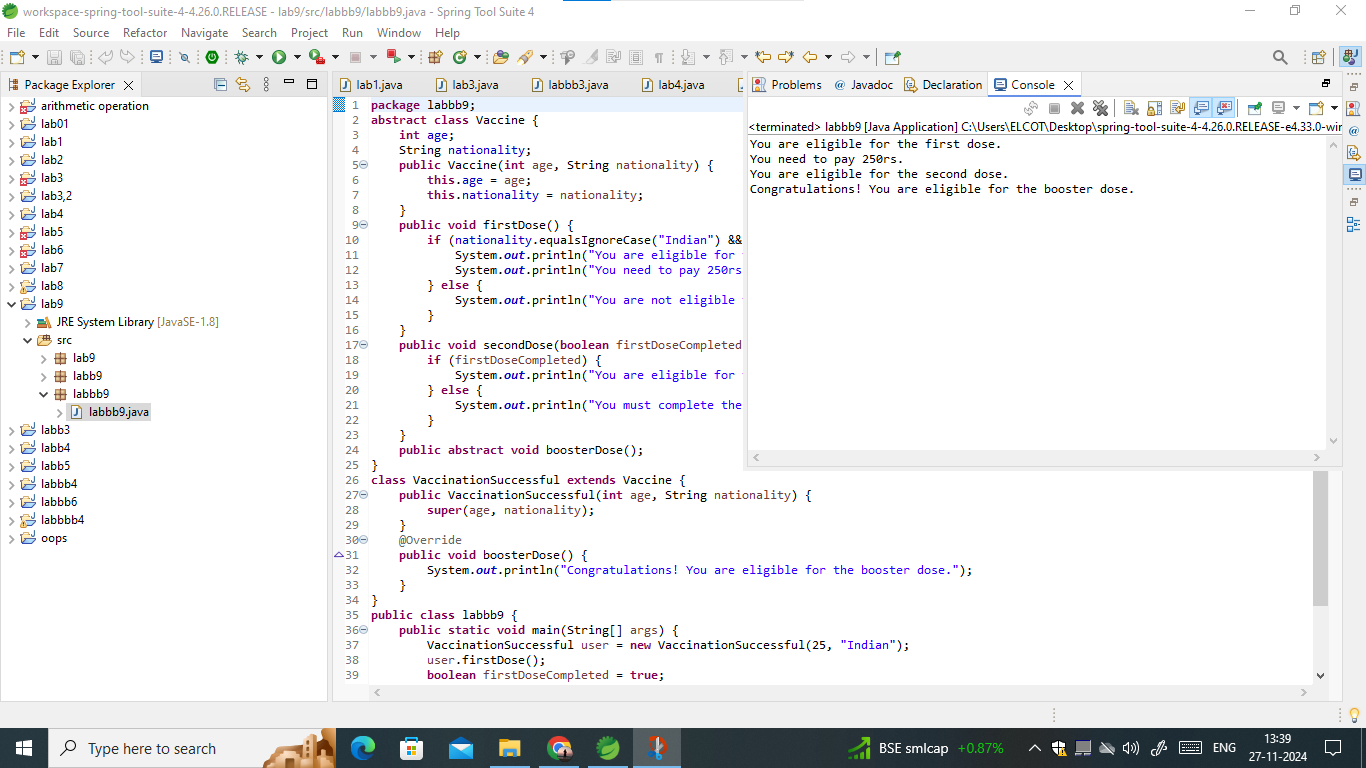 workspace-spring-tool-suite-4-4.26.0.RELEASE - lab9/src/labbb9/labbb9.java - Spring Tool Suite 4
File Edit Source Refactor Navigate Search Project Run Window Help
Package Explorer
arithmetic operation
lab01
lab1
lab2
lab3
lab3,2
lab4
lab5
lab6
lab7
lab8
lab9
JRE System Library [JavaSE-1.8]
src
lab9
labb9
labbb9
labbb9.java
labb3
labb4
labb5
labbb4
labbb6
labbbb4
oops
lab1.java lab3.java labbb3.java lab4.java
1 package labbb9;
2 abstract class Vaccine {
3 int age;
4 String nationality;
5 public Vaccine(int age, String nationality) {
6 this.age = age;
7 this.nationality = nationality;
8 }
9 public void firstDose() {
10 if (nationality.equalsIgnoreCase("Indian") &&
11 System.out.println("You are eligible for
12 System.out.println("You need to pay 250rs
13 } else {
14 System.out.println("You are not eligible
15 }
16 }
17 public void secondDose(boolean firstDoseCompleted
18 if (firstDoseCompleted) {
19 System.out.println("You are eligible for
20 } else {
21 System.out.println("You must complete the
22 }
23 }
24 public abstract void boosterDose();
25 }
26 class VaccinationSuccessful extends Vaccine {
27 public VaccinationSuccessful(int age, String nationality) {
28 super(age, nationality);
29 }
30 @Override
31 public void boosterDose() {
32 System.out.println("Congratulations! You are eligible for the booster dose.");
33 }
34 }
35 public class labbb9 {
36 public static void main(String[] args) {
37 VaccinationSuccessful user = new VaccinationSuccessful(25, "Indian");
38 user.firstDose();
39 boolean firstDoseCompleted = true;
Problems Javadoc Declaration Console
<terminated> labbb9 [Java Application] C:\Users\ELCOT\Desktop\spring-tool-suite-4-4.26.0.RELEASE-e4.33.0-win
You are eligible for the first dose.
You need to pay 250rs.
You are eligible for the second dose.
Congratulations! You are eligible for the booster dose.
Type here to search
BSE smlcap +0.87%
ENG
13:39
27-11-2024